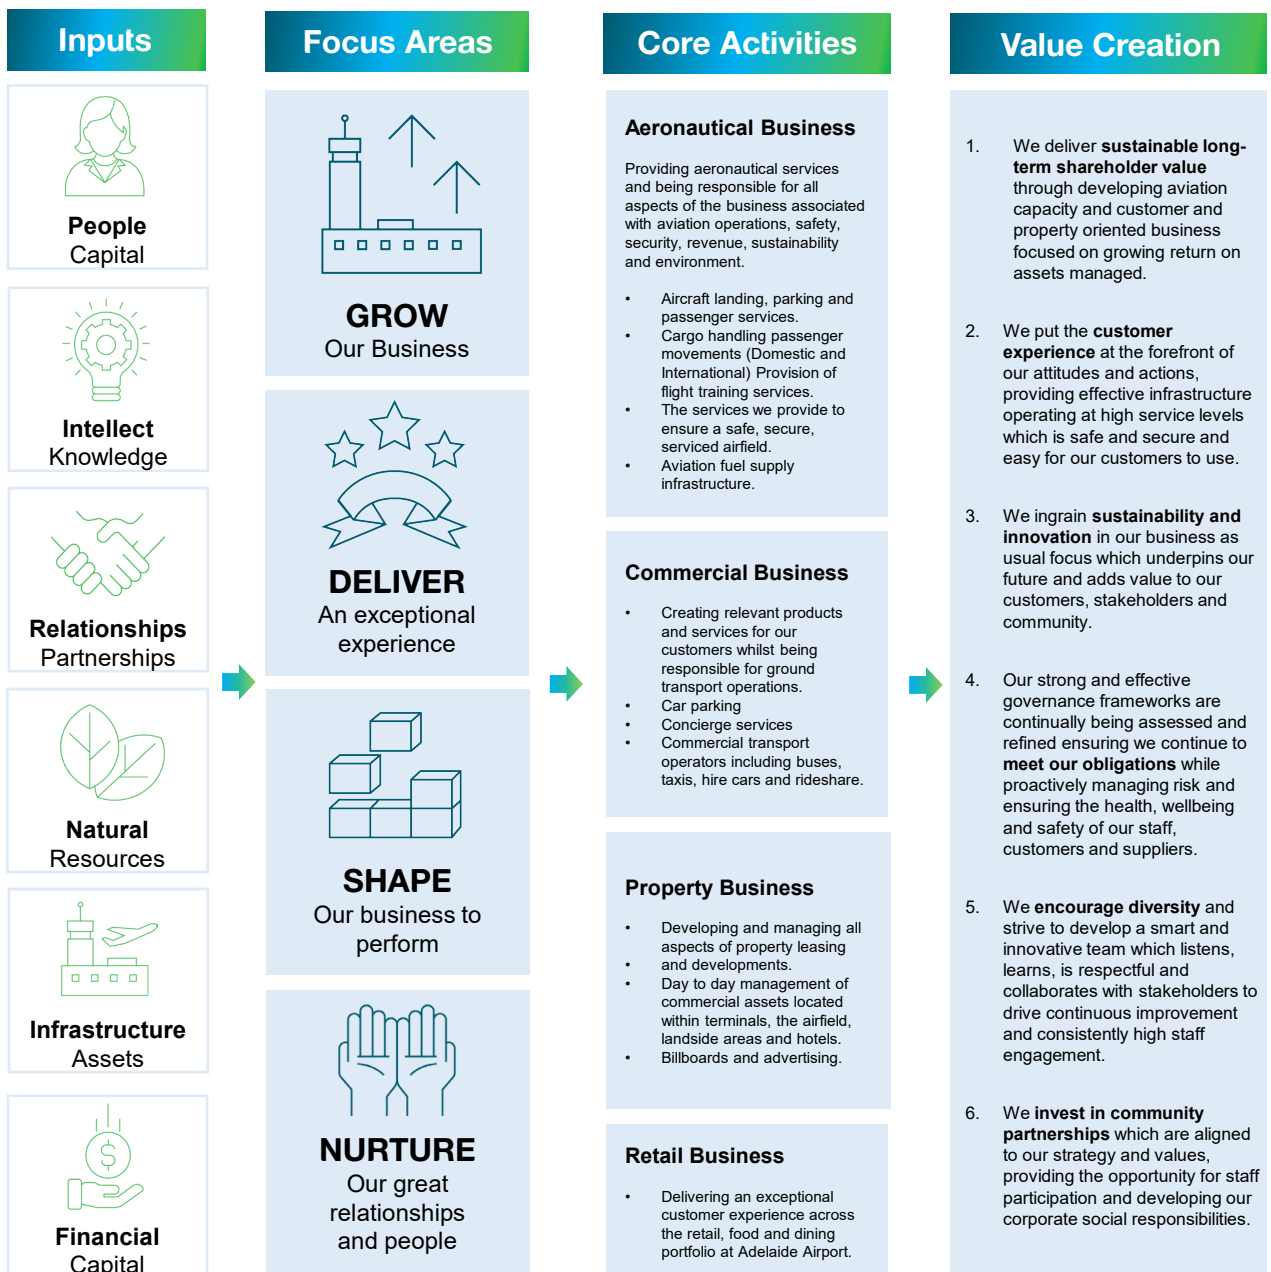 Inputs
People
Capital
Intellect
Knowledge
Relationships
Partnerships
Natural
Resources
Infrastructure
Assets
$
Financial
Capital
Focus Areas
GROW
Our Business
DELIVER
An exceptional
experience
SHAPE
Our business to
perform
NURTURE
Our great
relationships
and people
Core Activities
Aeronautical Business
Providing aeronautical services
and being responsible for all
aspects of the business associated
with aviation operations, safety,
security, revenue, sustainability
and environment.
• Aircraft landing, parking and
passenger services.
• Cargo handling passenger
movements (Domestic and
International) Provision of
flight training services.
• The services we provide to
ensure a safe, secure,
serviced airfield.
• Aviation fuel supply
infrastructure.
Commercial Business
• Creating relevant products
and services for our
customers whilst being
responsible for ground
transport operations.
• Car parking
• Concierge services
• Commercial transport
operators including buses,
taxis, hire cars and rideshare.
Property Business
• Developing and managing all
aspects of property leasing
• and developments.
• Day to day management of
commercial assets located
within terminals, the airfield,
landside areas and hotels.
• Billboards and advertising.
Retail Business
• Delivering an exceptional
customer experience across
the retail, food and dining
portfolio at Adelaide Airport.
Value Creation
1. We deliver sustainable long-
term shareholder value
through developing aviation
capacity and customer and
property oriented business
focused on growing return on
assets managed.
2. We put the customer
experience at the forefront of
our attitudes and actions,
providing effective infrastructure
operating at high service levels
which is safe and secure and
easy for our customers to use.
3. We ingrain sustainability and
innovation in our business as
usual focus which underpins our
future and adds value to our
customers, stakeholders and
community.
4. Our strong and effective
governance frameworks are
continually being assessed and
refined ensuring we continue to
meet our obligations while
proactively managing risk and
ensuring the health, wellbeing
and safety of our staff,
customers and suppliers.
5. We encourage diversity and
strive to develop a smart and
innovative team which listens,
learns, is respectful and
collaborates with stakeholders to
drive continuous improvement
and consistently high staff
engagement.
6. We invest in community
partnerships which are aligned
to our strategy and values,
providing the opportunity for staff
participation and developing our
corporate social responsibilities.